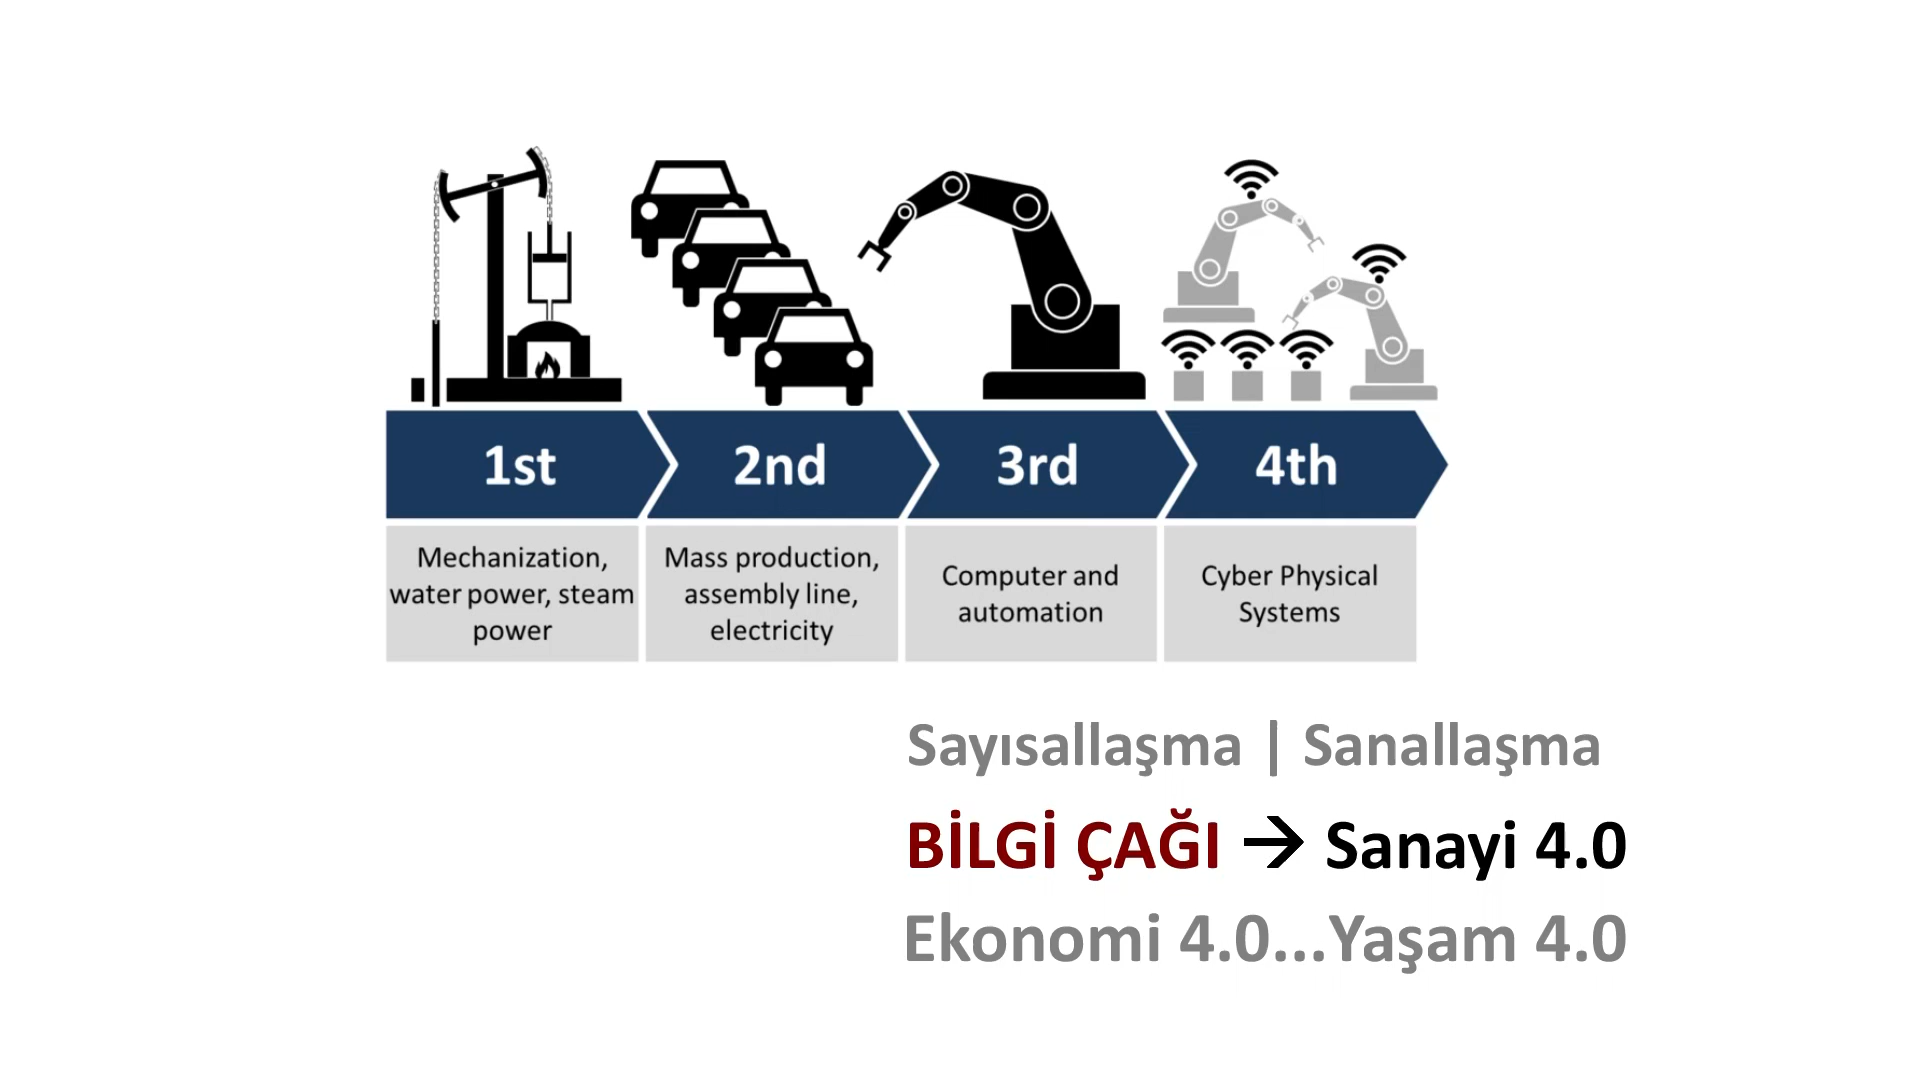 1st
2nd
3rd
4th
Mechanization,
water power, steam
power
Mass production,
assembly line,
electricity
Computer and
automation
Cyber Physical
Systems
Sayısallaşma | Sanallaşma
BİLGİ ÇAĞI → Sanayi 4.0
Ekonomi 4.0...Yaşam 4.0